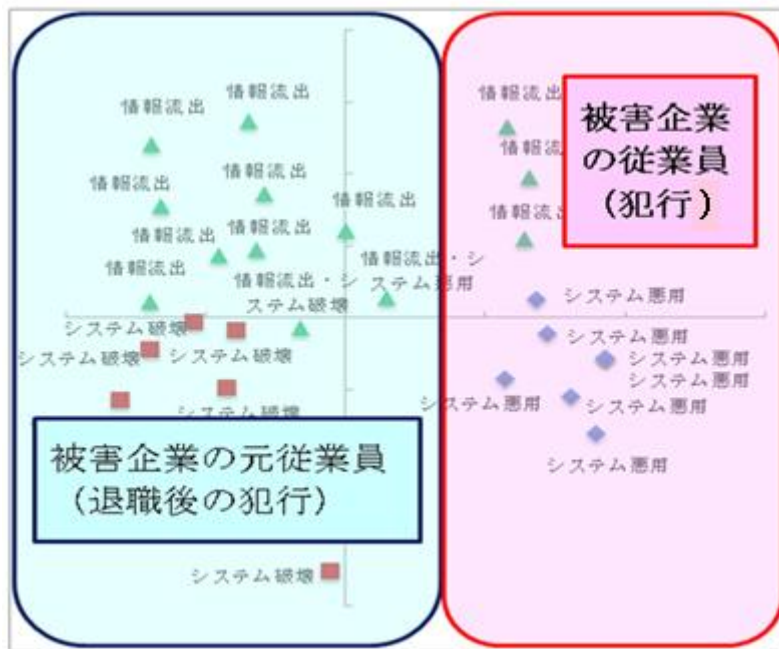 情報流出
情報流出
情報流出
情報流出
情報流出
情報流出
情報流出
情報流出
情報流出
情報流出
情報流出・シ
ステム破壊
情報流出・シ
ステム悪用
被害企業
の従業員
(犯行)
システム悪用
システム悪用
システム悪用
システム悪用
システム悪用
システム悪用
システム悪用
システム破壊
システム破壊
システム破壊
システム破壊
被害企業の元従業員
(退職後の犯行)
システム破壊